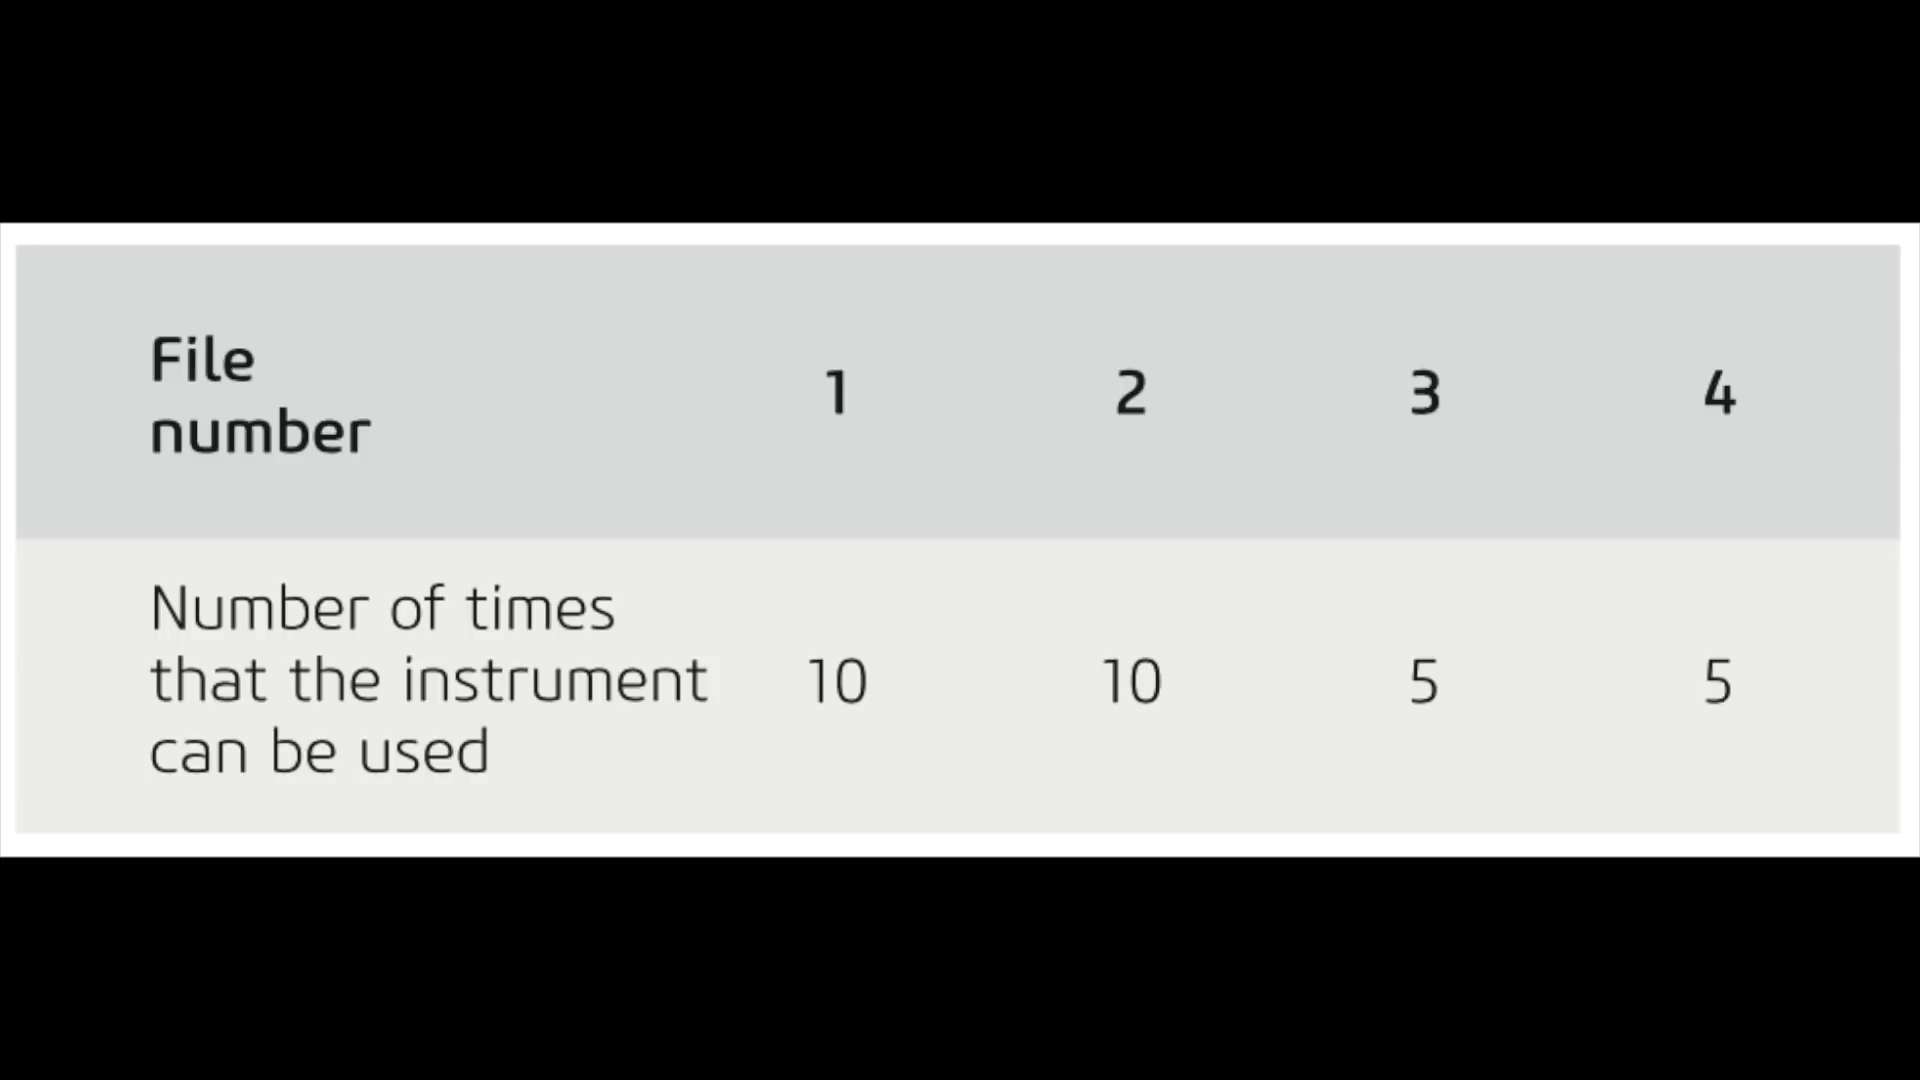 File
number
1 2 3 4
Number of times
that the instrument
can be used
10 10 5 5